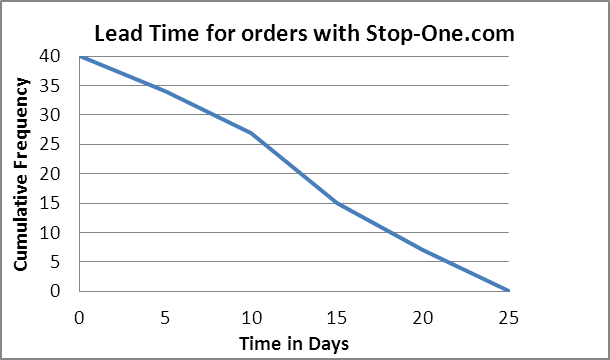 Lead Time for orders with Stop-One.com
Cumulative Frequency
40
35
30
25
20
15
10
5
0
0 5 10 15 20 25
Time in Days